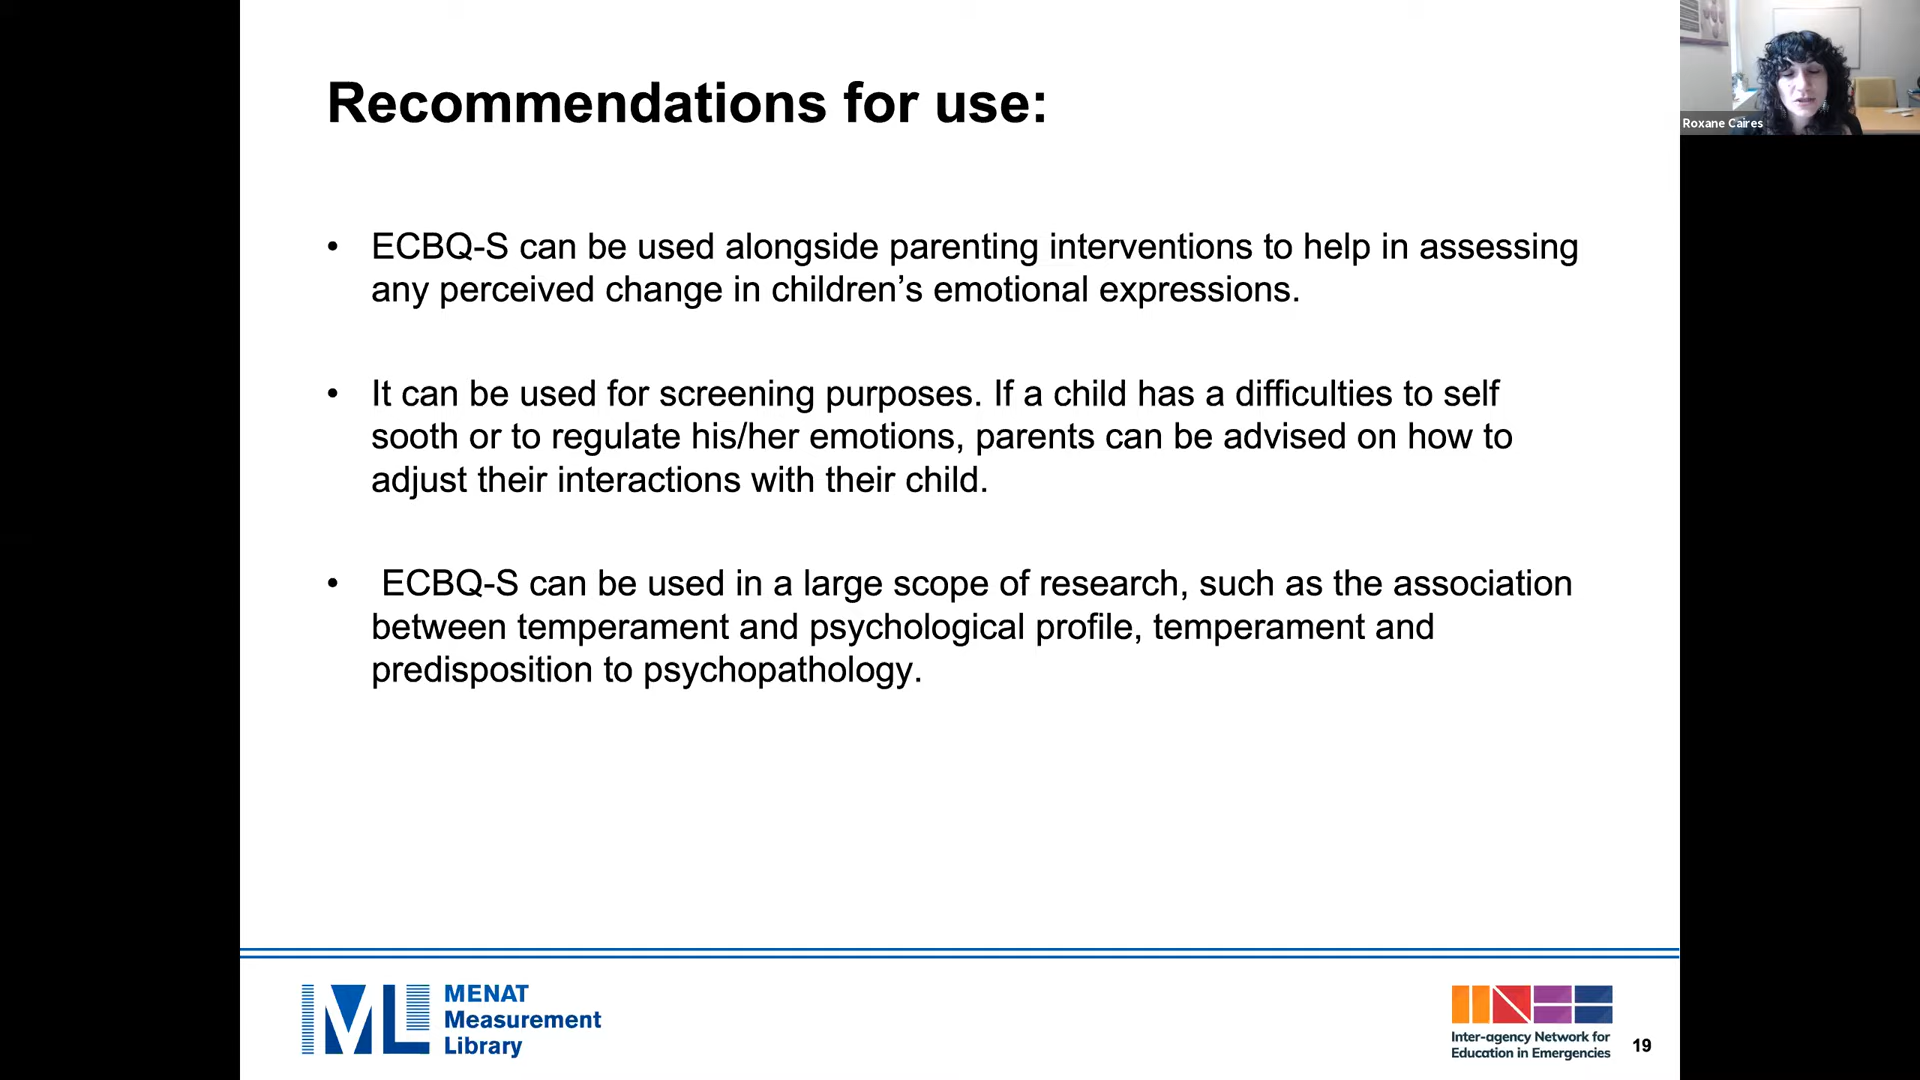 Recommendations for use:
• ECBQ-S can be used alongside parenting interventions to help in assessing
any perceived change in children’s emotional expressions.
• It can be used for screening purposes. If a child has a difficulties to self
sooth or to regulate his/her emotions, parents can be advised on how to
adjust their interactions with their child.
• ECBQ-S can be used in a large scope of research, such as the association
between temperament and psychological profile, temperament and
predisposition to psychopathology.
Roxane Caires
ML
MENAT
Measurement
Library
INEE
Inter-agency Network for
Education in Emergencies
19